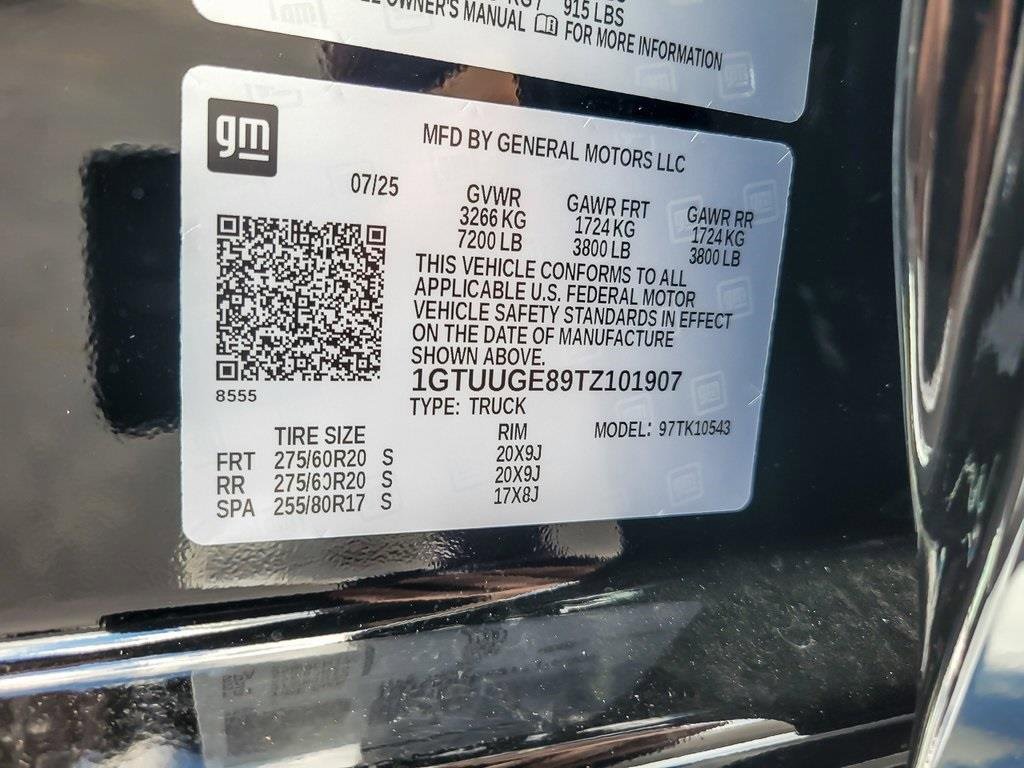 915 LBS
OWNER'S MANUAL FOR MORE INFORMATION
gm
MFD BY GENERAL MOTORS LLC
07/25
GVWR GAWR FRT GAWR RR
3266 KG 1724 KG 1724 KG
7200 LB 3800 LB 3800 LB
THIS VEHICLE CONFORMS TO ALL
APPLICABLE U.S. FEDERAL MOTOR
VEHICLE SAFETY STANDARDS IN EFFECT
ON THE DATE OF MANUFACTURE
SHOWN ABOVE.
8555
1GTUUGE89TZ101907
TYPE: TRUCK
TIRE SIZE RIM MODEL: 97TK10543
FRT 275/60R20 S 20X9J
RR 275/60R20 S 20X9J
SPA 255/80R17 S 17X8J